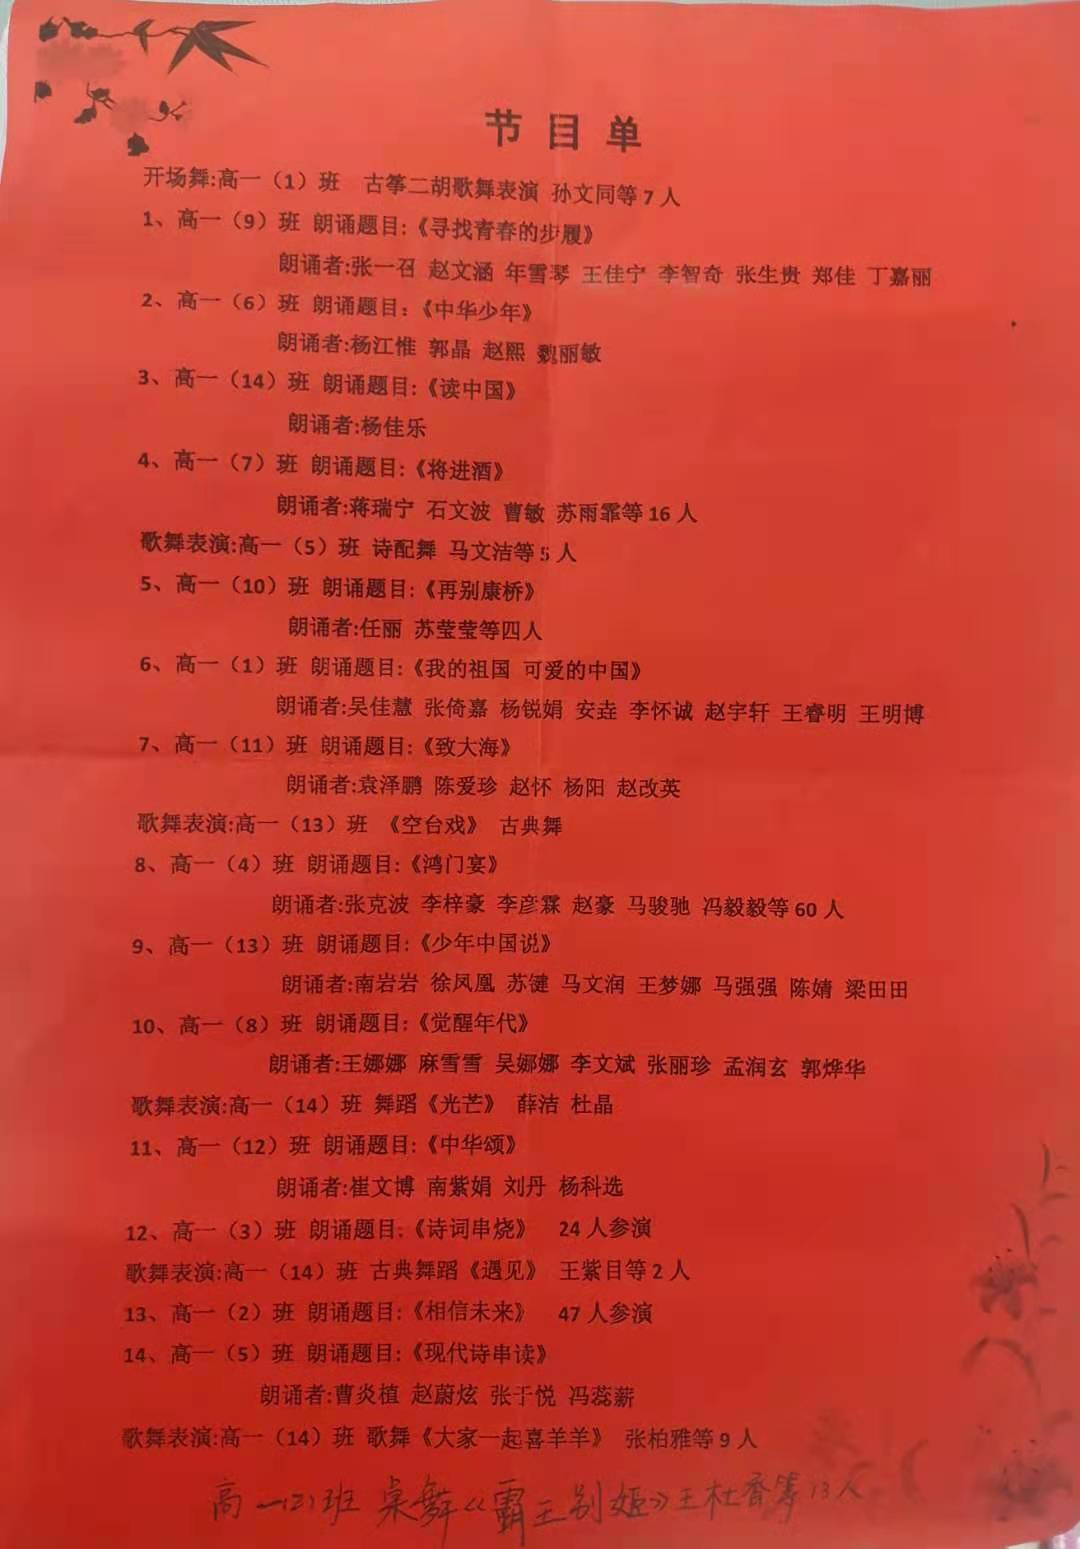 节目单
开场舞:高一（1）班 古筝二胡歌舞表演 孙文同等7人
1、高一（9）班 朗诵题目:《寻找青春的步履》
朗诵者:张一召 赵文涵 年雪琴 王佳宁 李智奇 张生贵 郑佳 丁嘉丽
2、高一（6）班 朗诵题目：《中华少年》
朗诵者:杨江惟 郭晶 赵熙 魏丽敏
3、高一（14）班 朗诵题目:《读中国》
朗诵者:杨佳乐
4、高一（7）班 朗诵题目:《将进酒》
朗诵者:蒋瑞宁 石文波 曹敏 苏雨霏等16人
歌舞表演:高一（5）班 诗配舞 马文洁等5人
5、高一（10）班 朗诵题目:《再别康桥》
朗诵者:任丽 苏莹莹等四人
6、高一（1）班 朗诵题目:《我的祖国 可爱的中国》
朗诵者:吴佳慧 张倚嘉 杨锐娟 安垚 李怀诚 赵宇轩 王睿明 王明博
7、高一（11）班 朗诵题目:《致大海》
朗诵者:袁泽鹏 陈爱珍 赵怀 杨阳 赵改英
歌舞表演:高一（13）班 《空台戏》 古典舞
8、高一（4）班 朗诵题目:《鸿门宴》
朗诵者:张克波 李梓豪 李彦霖 赵豪 马骏驰 冯毅毅等60人
9、高一（13）班 朗诵题目:《少年中国说》
朗诵者:南岩岩 徐凤凰 苏健 马文润 王梦娜 马强强 陈婧 梁田田
10、高一（8）班 朗诵题目:《觉醒年代》
朗诵者:王娜娜 麻雪雪 吴娜娜 李文斌 张丽珍 孟润玄 郭烨华
歌舞表演:高一（14）班 舞蹈《光芒》 薛洁 杜晶
11、高一（12）班 朗诵题目:《中华颂》
朗诵者:崔文博 南紫娟 刘丹 杨科选
12、高一（3）班 朗诵题目:《诗词串烧》 24人参演
歌舞表演:高一（14）班 古典舞蹈《遇见》 王紫目等2人
13、高一（2）班 朗诵题目:《相信未来》 47人参演
14、高一（5）班 朗诵题目:《现代诗串读》
朗诵者:曹炎植 赵蔚炫 张于悦 冯蕊薪
歌舞表演:高一（14）班 歌舞《大家一起喜羊羊》 张柏雅等9人
高一(2)班 桌舞《霸王别姬》王杜香等13人